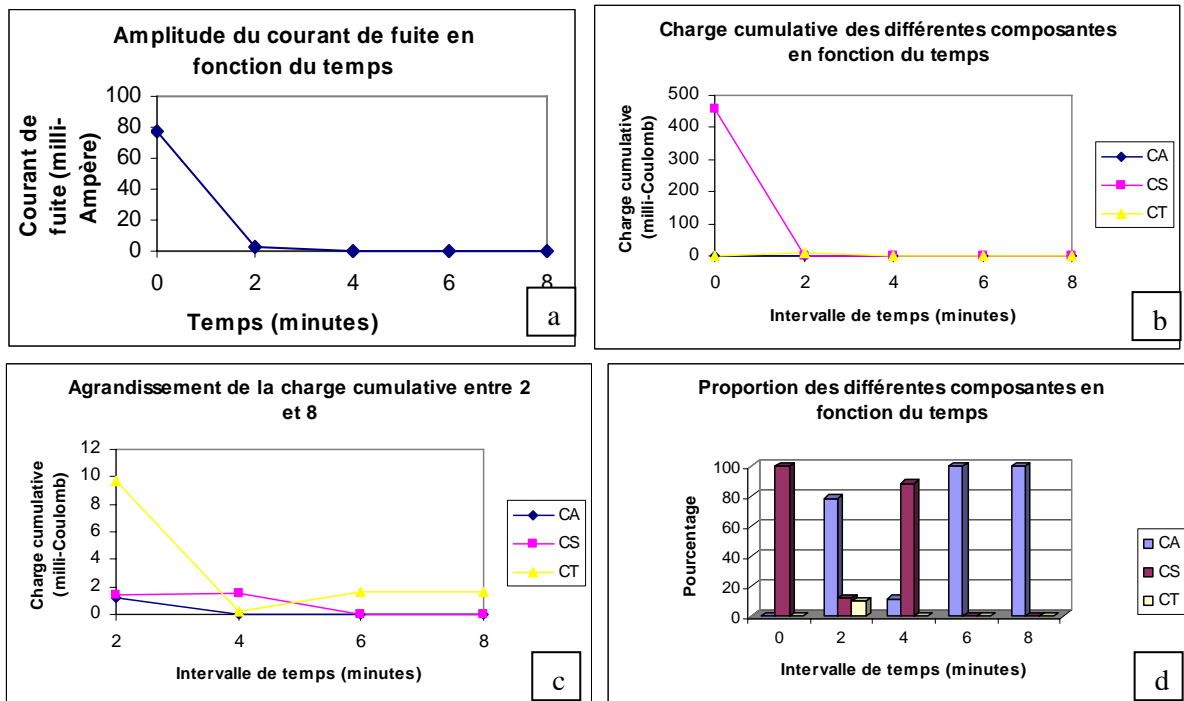 Amplitude du courant de fuite en
fonction du temps
Courant de
fuite (milli-
Ampère)
100
80
60
40
20
0
0 2 4 6 8
Temps (minutes)
a
Charge cumulative des différentes composantes
en fonction du temps
Charge cumulative
(milli-Coulomb)
500
400
300
200
100
0
0 2 4 6 8
Intervalle de temps (minutes)
CA
CS
CT
b
Agrandissement de la charge cumulative entre 2
et 8
Charge cumulative
(milli-Coulomb)
12
10
8
6
4
2
0
2 4 6 8
Intervalle de temps (minutes)
CA
CS
CT
c
Proportion des différentes composantes en
fonction du temps
Pourcentage
100
80
60
40
20
0
0 2 4 6 8
Intervalle de temps (minutes)
CA
CS
CT
d